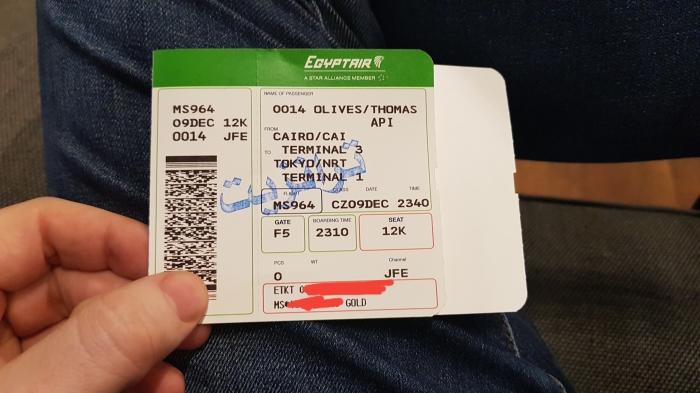 EGYPTAIR
A STAR ALLIANCE MEMBER
MS964
09DEC 12K
0014 JFE
NAME OF PASSENGER
0014 OLIVES/THOMAS
API
FROM
CAIRO/CAI
TERMINAL 3
TO
TOKYO/NRT
TERMINAL 1
ترانزيت
FLIGHT CLASS DATE TIME
MS964 CZ09DEC 2340
GATE BOARDING TIME SEAT
F5 2310 12K
PCS WT Channel
0 JFE
ETKT
MS GOLD